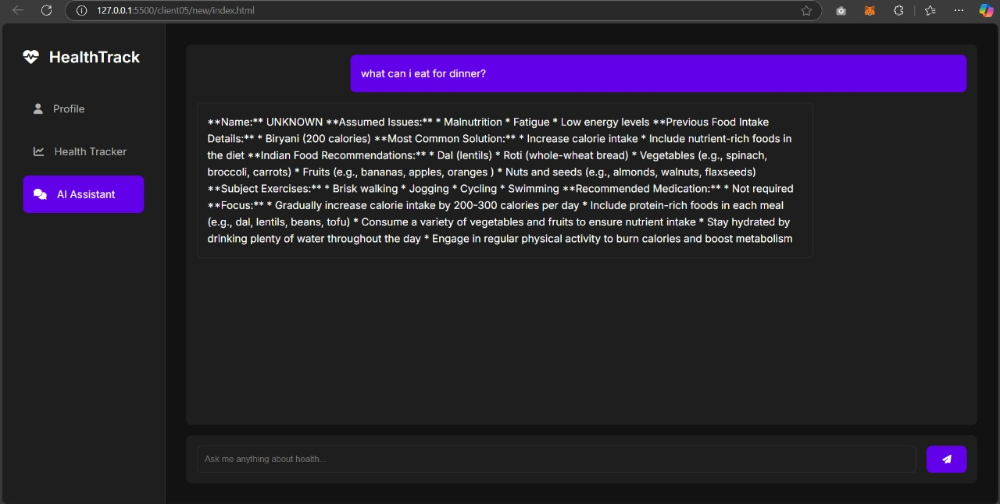 127.0.0.1:5500/client05/new/index.html
HealthTrack
Profile
Health Tracker
AI Assistant
what can i eat for dinner?
**Name:** UNKNOWN **Assumed Issues:** * Malnutrition * Fatigue * Low energy levels **Previous Food Intake
Details:** * Biryani (200 calories) **Most Common Solution:** * Increase calorie intake * Include nutrient-rich foods in
the diet **Indian Food Recommendations:** * Dal (lentils) * Roti (whole-wheat bread) * Vegetables (e.g., spinach,
broccoli, carrots) * Fruits (e.g., bananas, apples, oranges ) * Nuts and seeds (e.g., almonds, walnuts, flaxseeds)
**Subject Exercises:** * Brisk walking * Jogging * Cycling * Swimming **Recommended Medication:** * Not required
**Focus:** * Gradually increase calorie intake by 200-300 calories per day * Include protein-rich foods in each meal
(e.g., dal, lentils, beans, tofu) * Consume a variety of vegetables and fruits to ensure nutrient intake * Stay hydrated by
drinking plenty of water throughout the day * Engage in regular physical activity to burn calories and boost metabolism
Ask me anything about health...